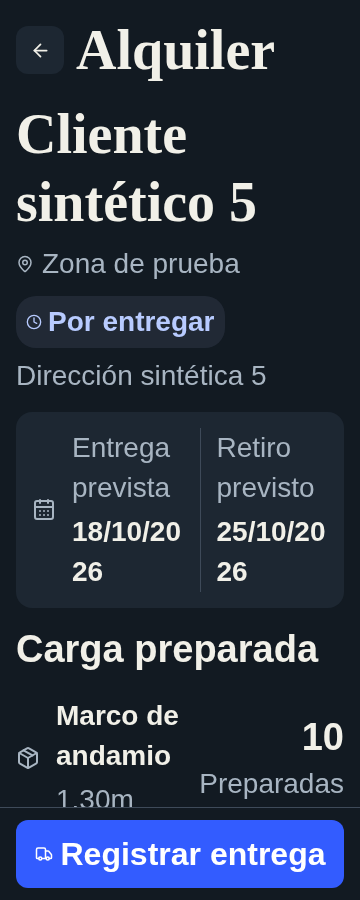 Alquiler
Cliente
sintético 5
Zona de prueba
Por entregar
Dirección sintética 5
Entrega
prevista
18/10/20
26
Retiro
previsto
25/10/20
26
Carga preparada
Marco de
andamio
1.30m
10
Preparadas
Registrar entrega